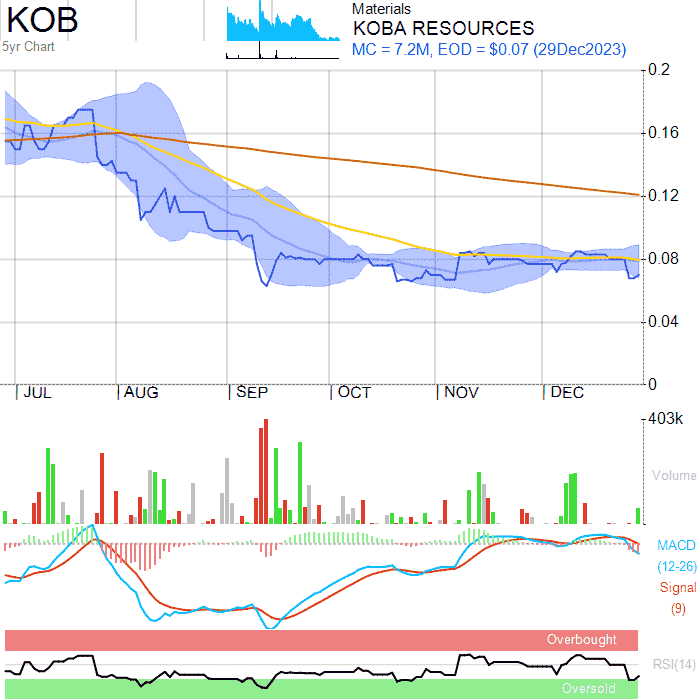 KOB
5yr Chart
Materials
KOBA RESOURCES
MC = 7.2M, EOD = $0.07 (29Dec2023)
0.2
0.16
0.12
0.08
0.04
0
JUL AUG SEP OCT NOV DEC
403k
Volume
MACD
(12-26)
Signal
(9)
Overbought
RSI(14)
Oversold